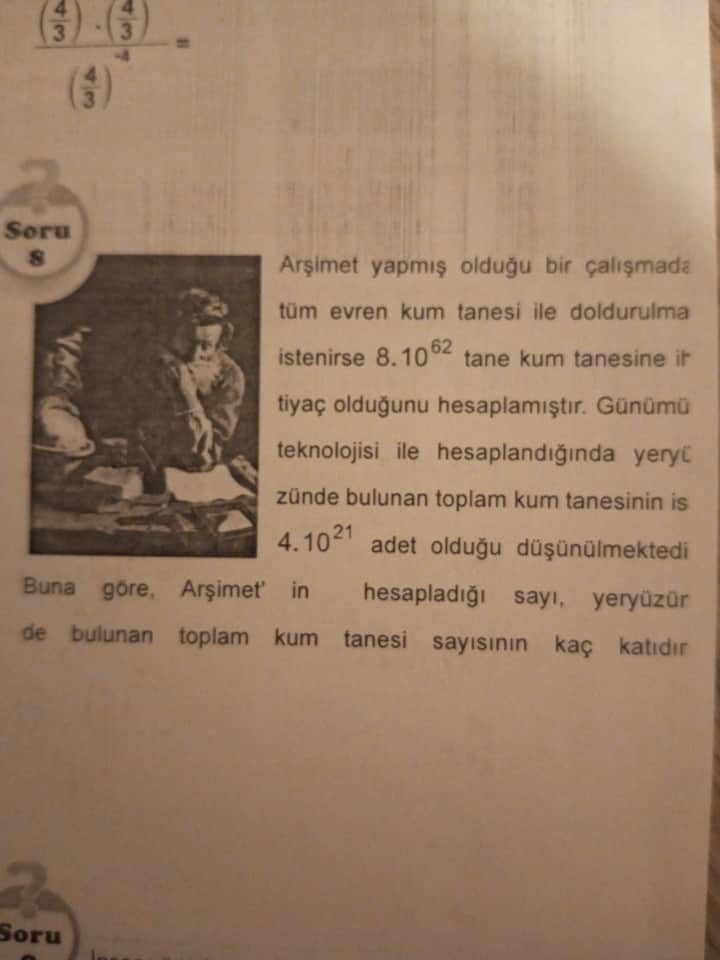 (4/3) . (4/3)
=
(4/3)^-4
Soru
8
Arşimet yapmış olduğu bir çalışmada
tüm evren kum tanesi ile doldurulma
istenirse 8.10^62 tane kum tanesine ih
tiyaç olduğunu hesaplamıştır. Günümü
teknolojisi ile hesaplandığında yeryü
zünde bulunan toplam kum tanesinin is
4.10^21 adet olduğu düşünülmektedi
Buna göre, Arşimet' in hesapladığı sayı, yeryüzün
de bulunan toplam kum tanesi sayısının kaç katıdır
Soru